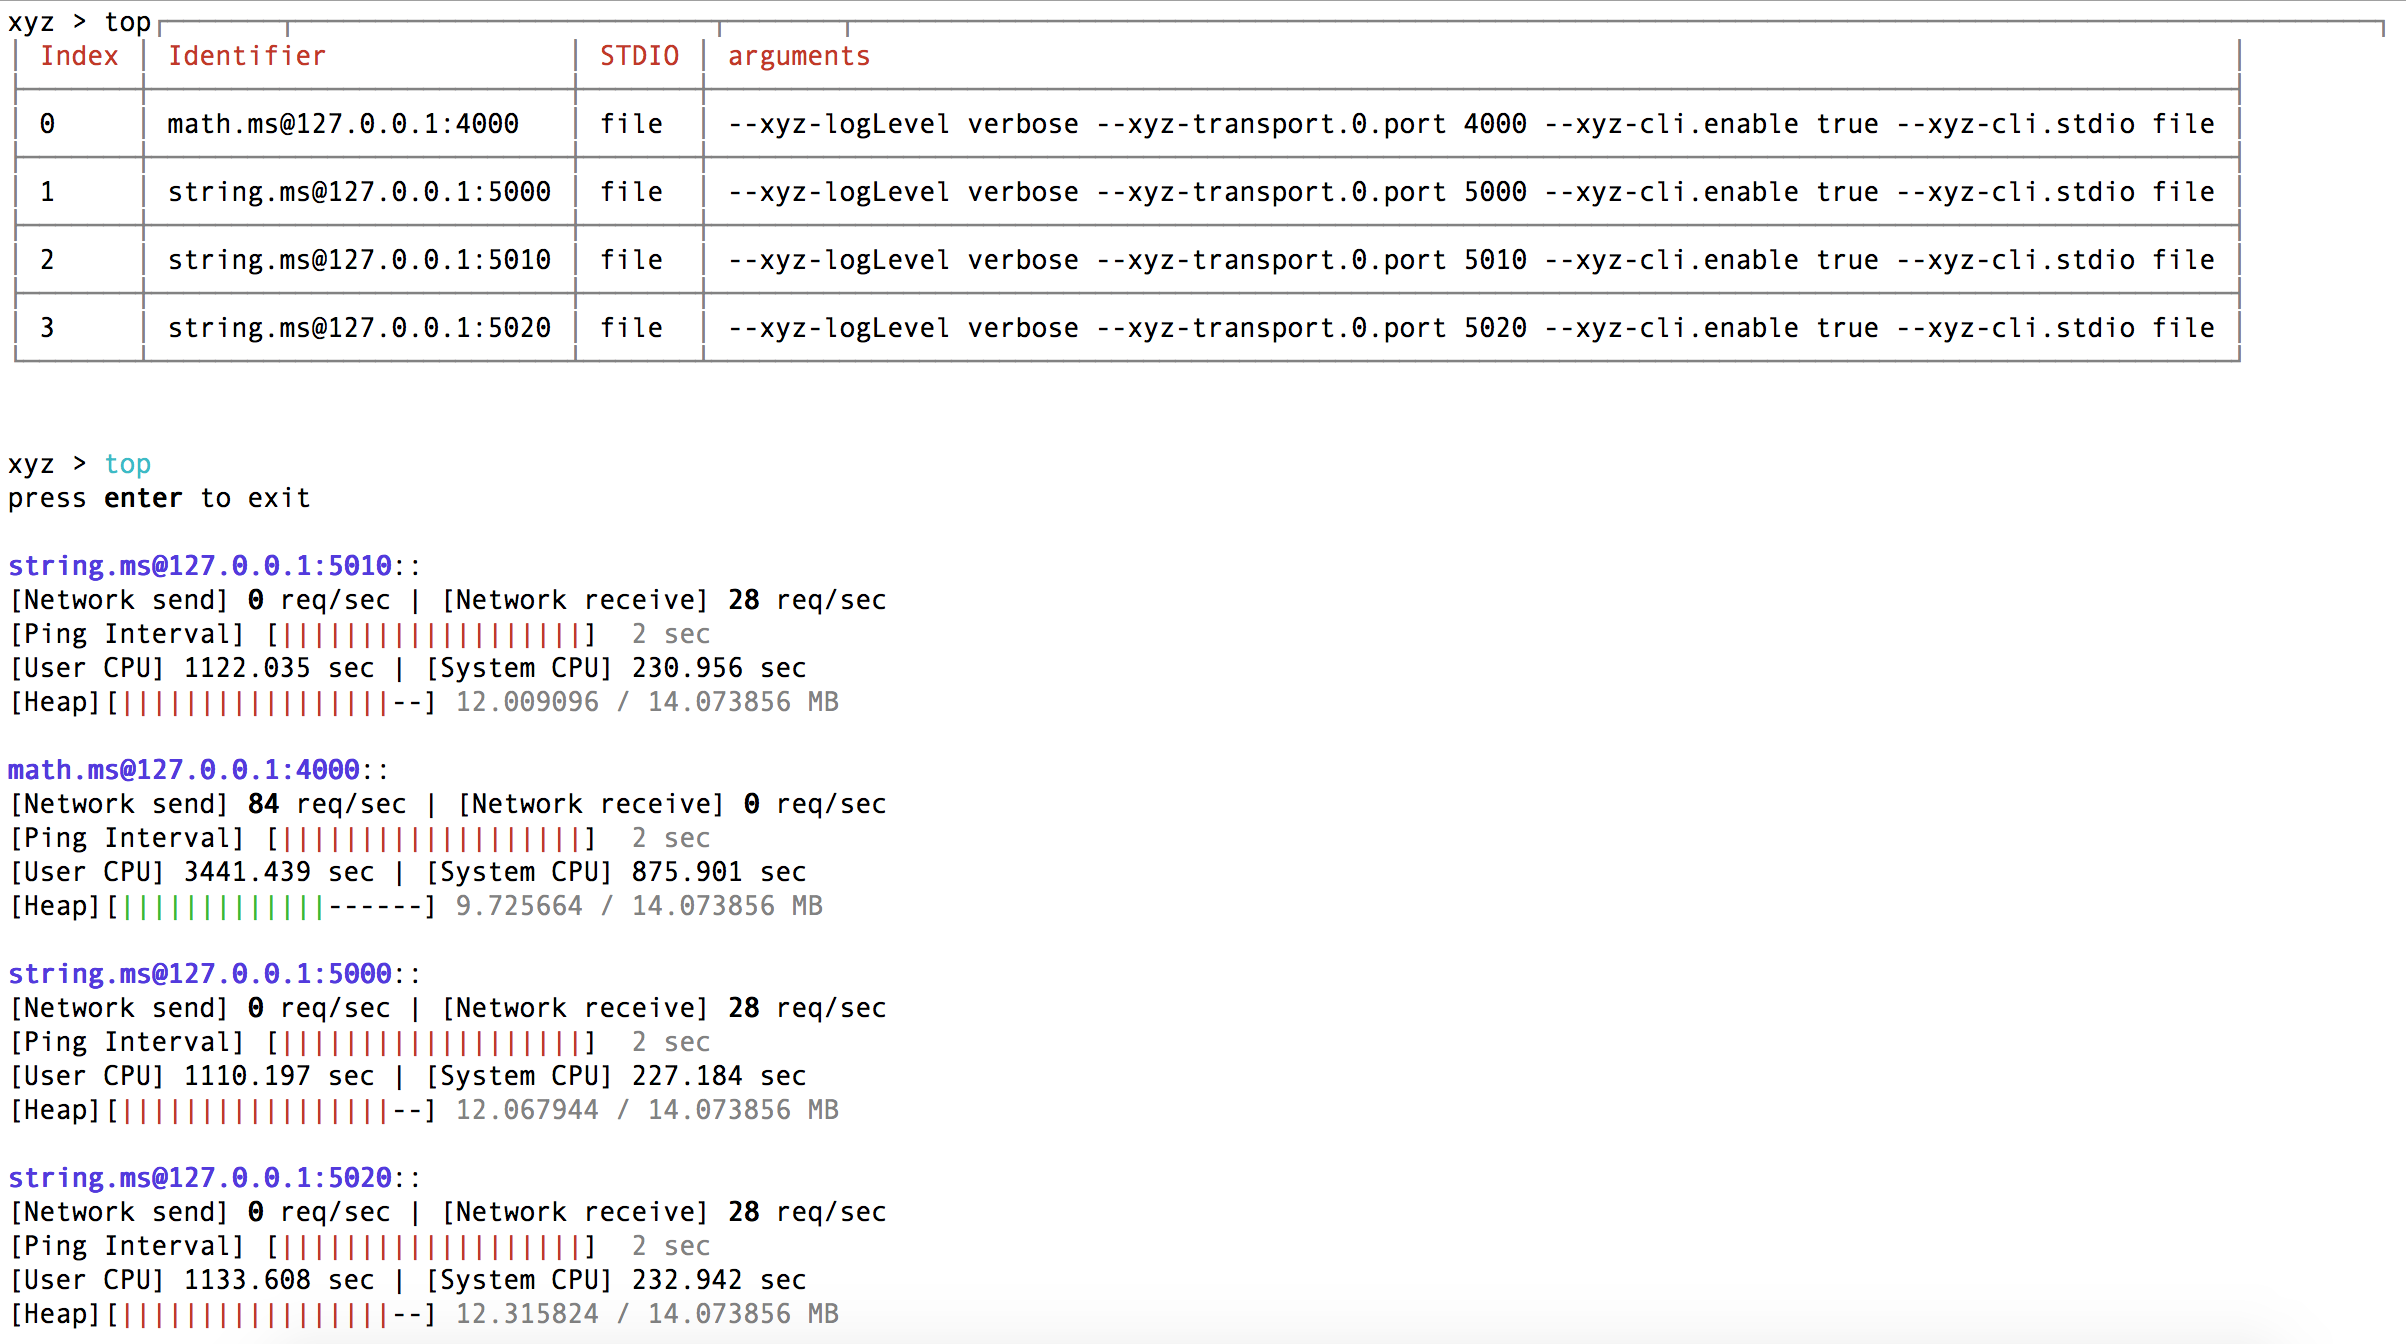 xyz > top
Index Identifier STDIO arguments
0 math.ms@127.0.0.1:4000 file --xyz-logLevel verbose --xyz-transport.0.port 4000 --xyz-cli.enable true --xyz-cli.stdio file
1 string.ms@127.0.0.1:5000 file --xyz-logLevel verbose --xyz-transport.0.port 5000 --xyz-cli.enable true --xyz-cli.stdio file
2 string.ms@127.0.0.1:5010 file --xyz-logLevel verbose --xyz-transport.0.port 5010 --xyz-cli.enable true --xyz-cli.stdio file
3 string.ms@127.0.0.1:5020 file --xyz-logLevel verbose --xyz-transport.0.port 5020 --xyz-cli.enable true --xyz-cli.stdio file
xyz > top
press enter to exit
string.ms@127.0.0.1:5010::
[Network send] 0 req/sec | [Network receive] 28 req/sec
[Ping Interval] [|||||||||||||||||||]  2 sec
[User CPU] 1122.035 sec | [System CPU] 230.956 sec
[Heap][|||||||||||||||||--] 12.009096 / 14.073856 MB
math.ms@127.0.0.1:4000::
[Network send] 84 req/sec | [Network receive] 0 req/sec
[Ping Interval] [|||||||||||||||||||]  2 sec
[User CPU] 3441.439 sec | [System CPU] 875.901 sec
[Heap][|||||||||||||------] 9.725664 / 14.073856 MB
string.ms@127.0.0.1:5000::
[Network send] 0 req/sec | [Network receive] 28 req/sec
[Ping Interval] [|||||||||||||||||||]  2 sec
[User CPU] 1110.197 sec | [System CPU] 227.184 sec
[Heap][|||||||||||||||||--] 12.067944 / 14.073856 MB
string.ms@127.0.0.1:5020::
[Network send] 0 req/sec | [Network receive] 28 req/sec
[Ping Interval] [|||||||||||||||||||]  2 sec
[User CPU] 1133.608 sec | [System CPU] 232.942 sec
[Heap][|||||||||||||||||--] 12.315824 / 14.073856 MB